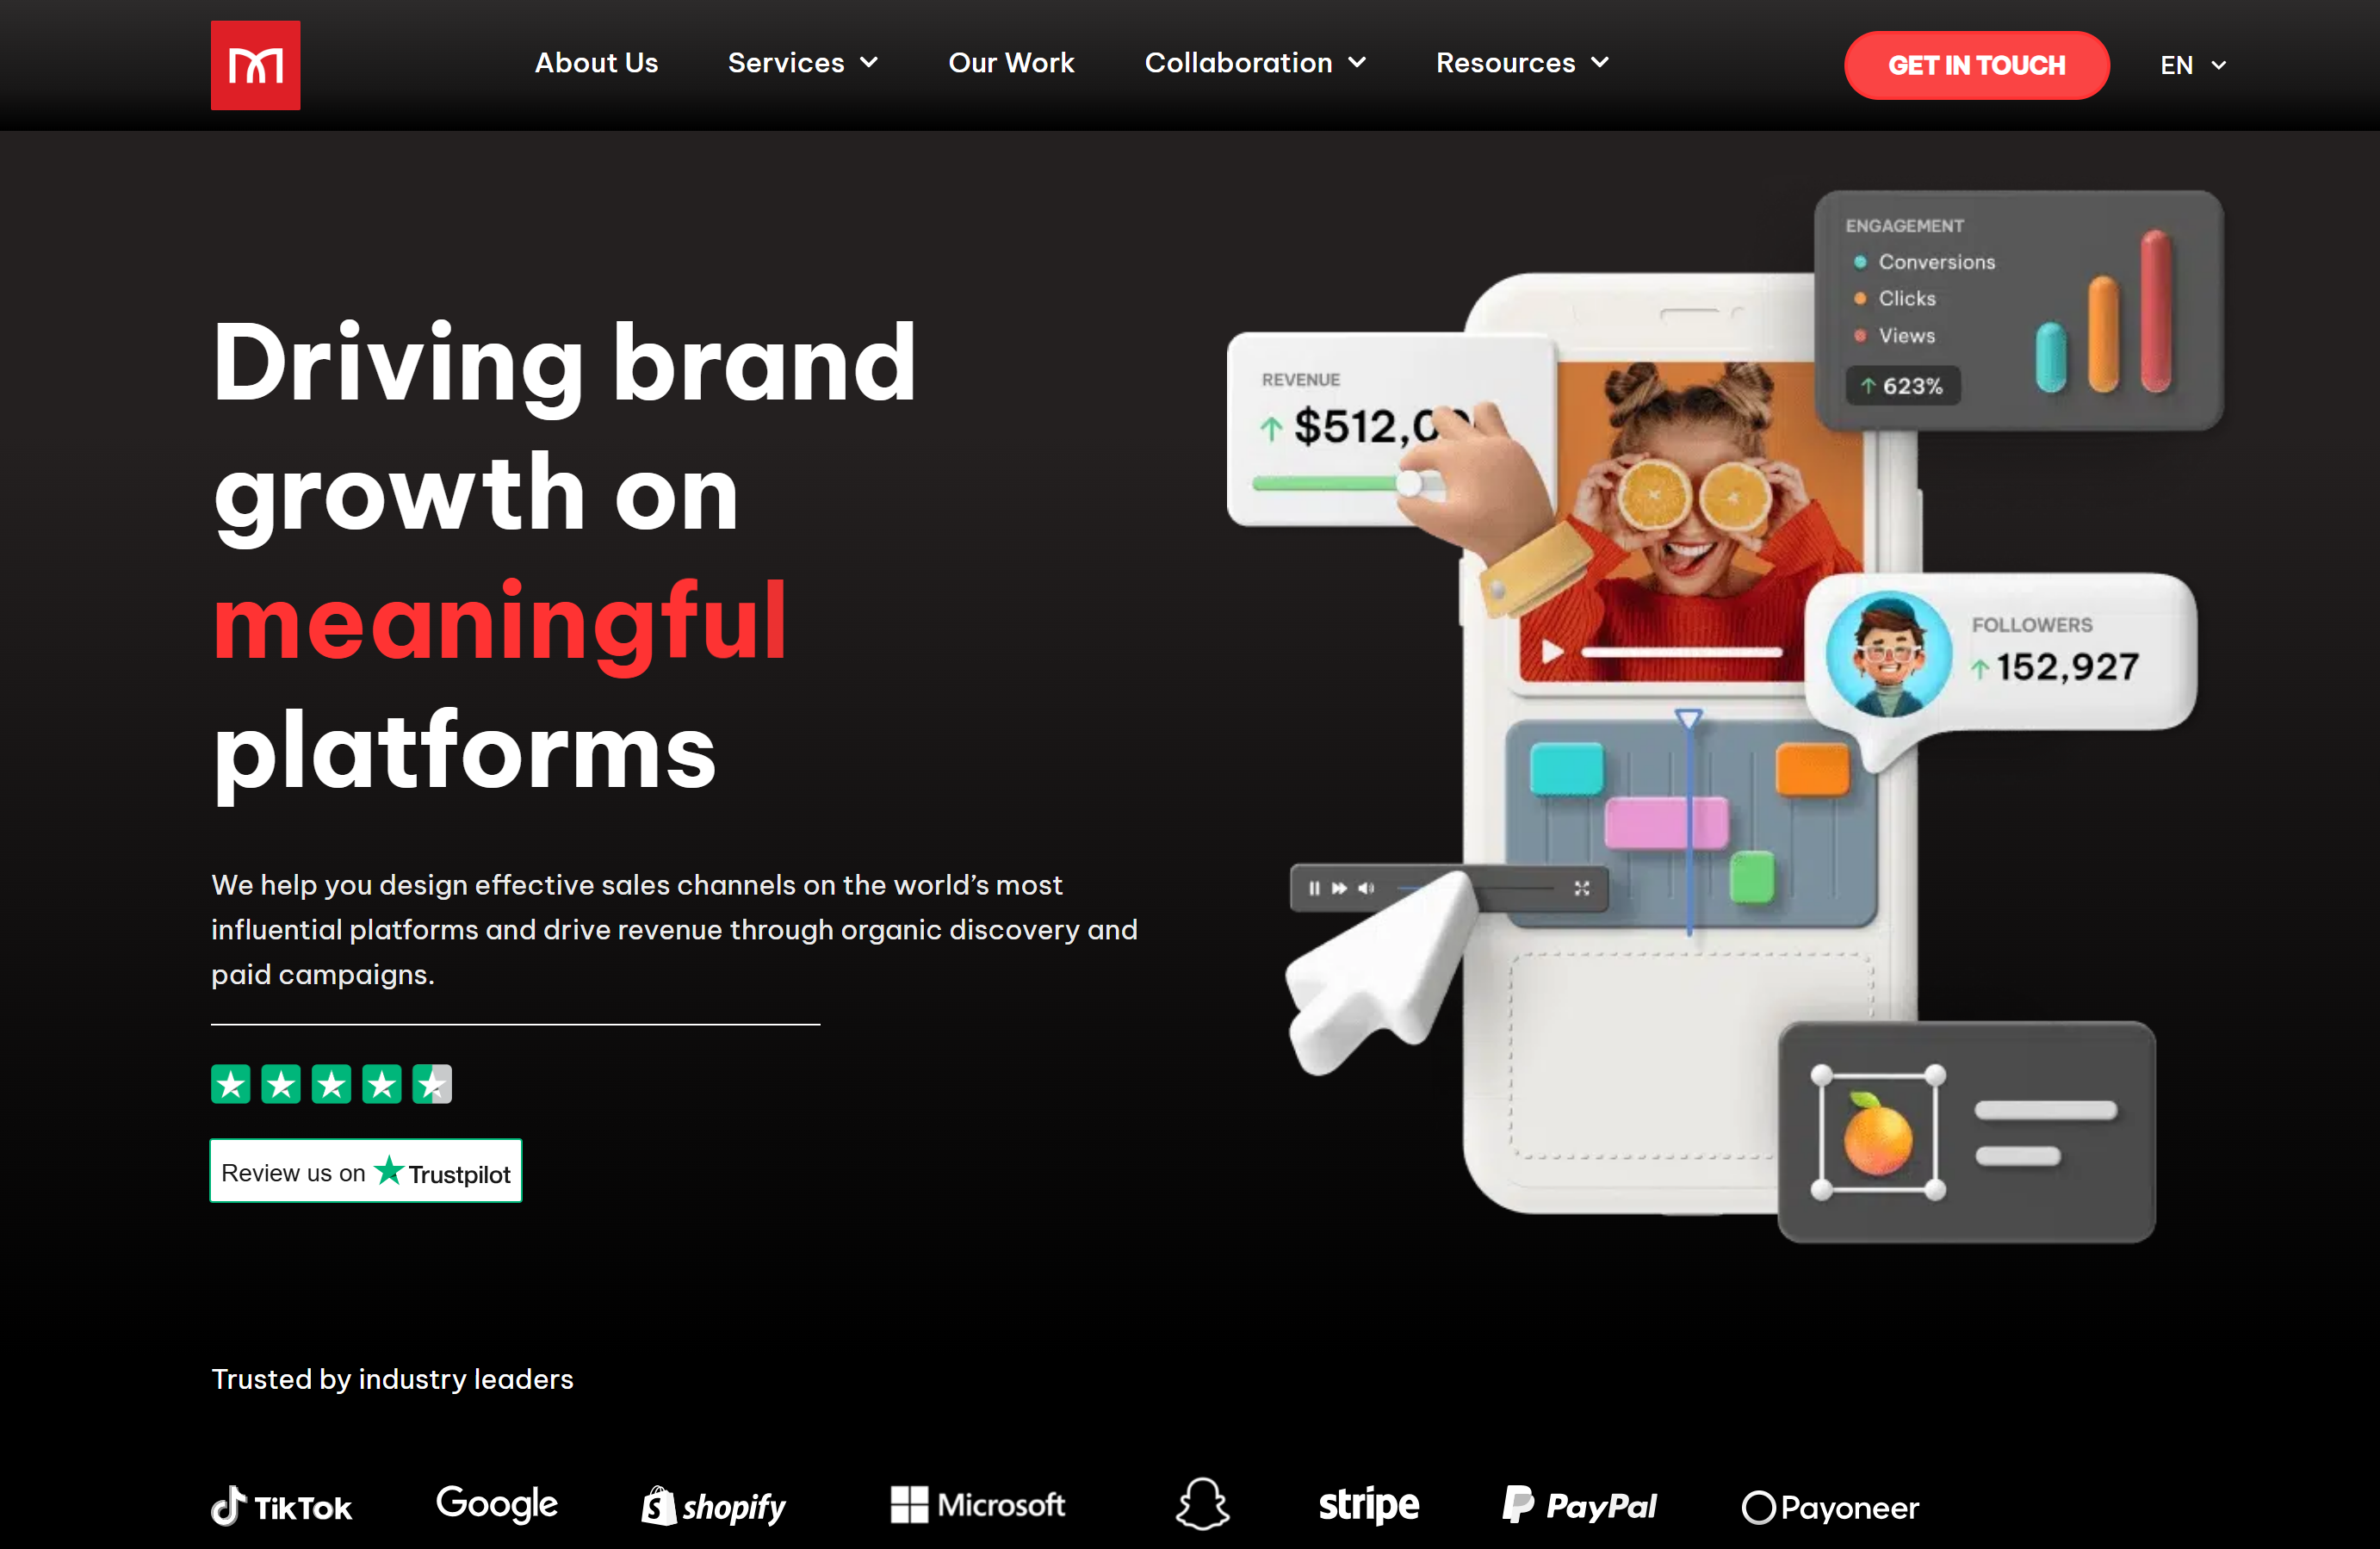 About Us
Services
Our Work
Collaboration
Resources
GET IN TOUCH
EN
Driving brand
growth on
meaningful
platforms
We help you design effective sales channels on the world’s most
influential platforms and drive revenue through organic discovery and
paid campaigns.
Review us on Trustpilot
REVENUE
$512,0
ENGAGEMENT
Conversions
Clicks
Views
623%
FOLLOWERS
152,927
Trusted by industry leaders
TikTok
Google
shopify
Microsoft
stripe
PayPal
Payoneer